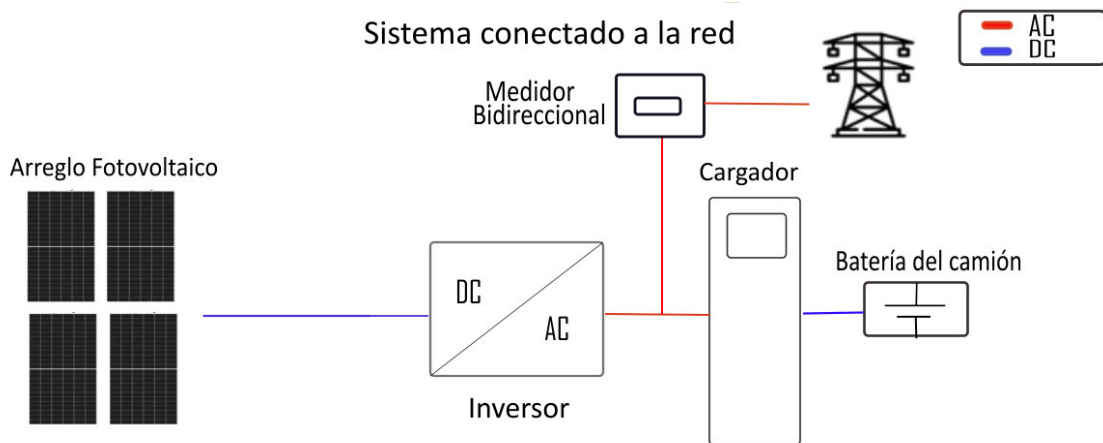 Sistema conectado a la red
AC
DC
Medidor
Bidireccional
Arreglo Fotovoltaico
Cargador
Batería del camión
DC
AC
Inversor